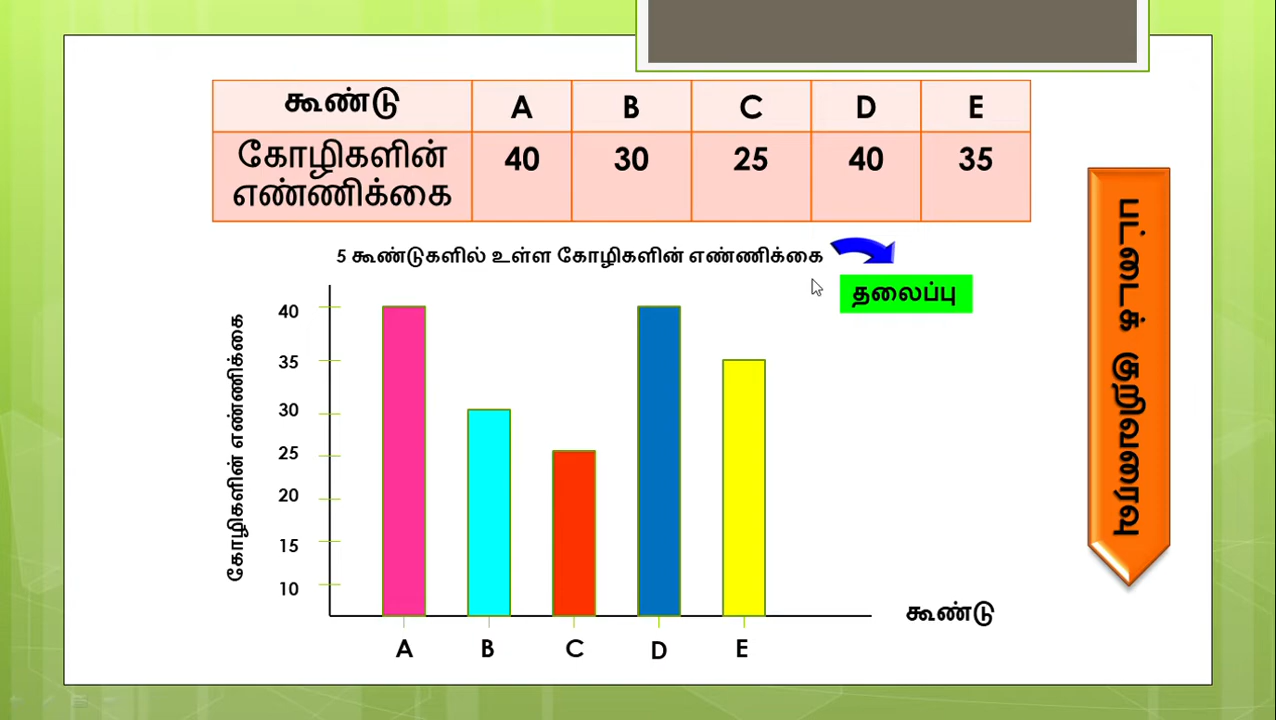 கூண்டு A B C D E
கோழிகளின் எண்ணிக்கை 40 30 25 40 35
5 கூண்டுகளில் உள்ள கோழிகளின் எண்ணிக்கை
தலைப்பு
பட்டைக் குறிவரைவு
கோழிகளின் எண்ணிக்கை
40
35
30
25
20
15
10
A B C D E
கூண்டு